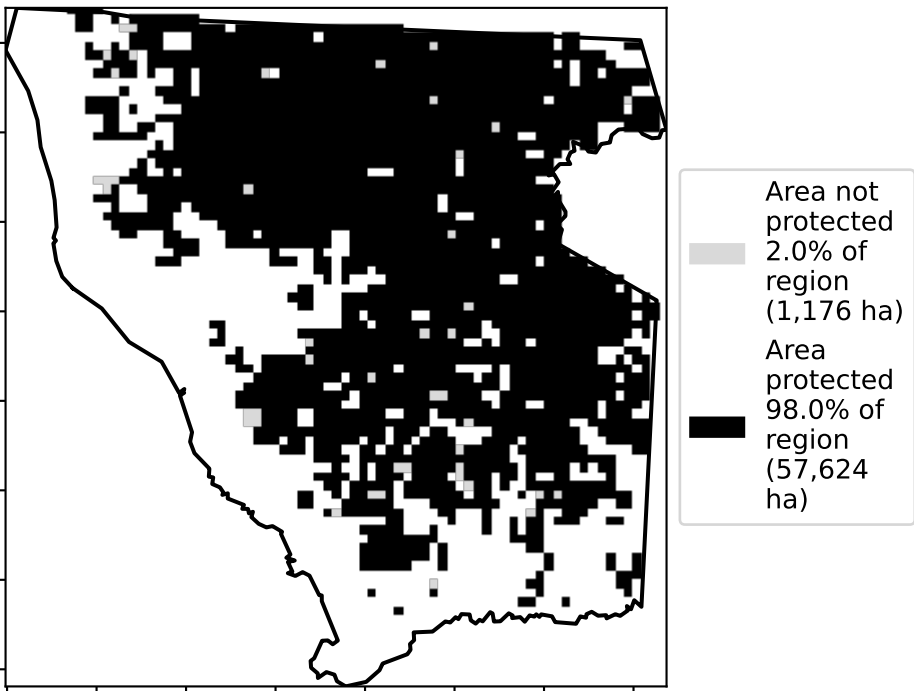 Area not
protected
2.0% of
region
(1,176 ha)
Area
protected
98.0% of
region
(57,624
ha)